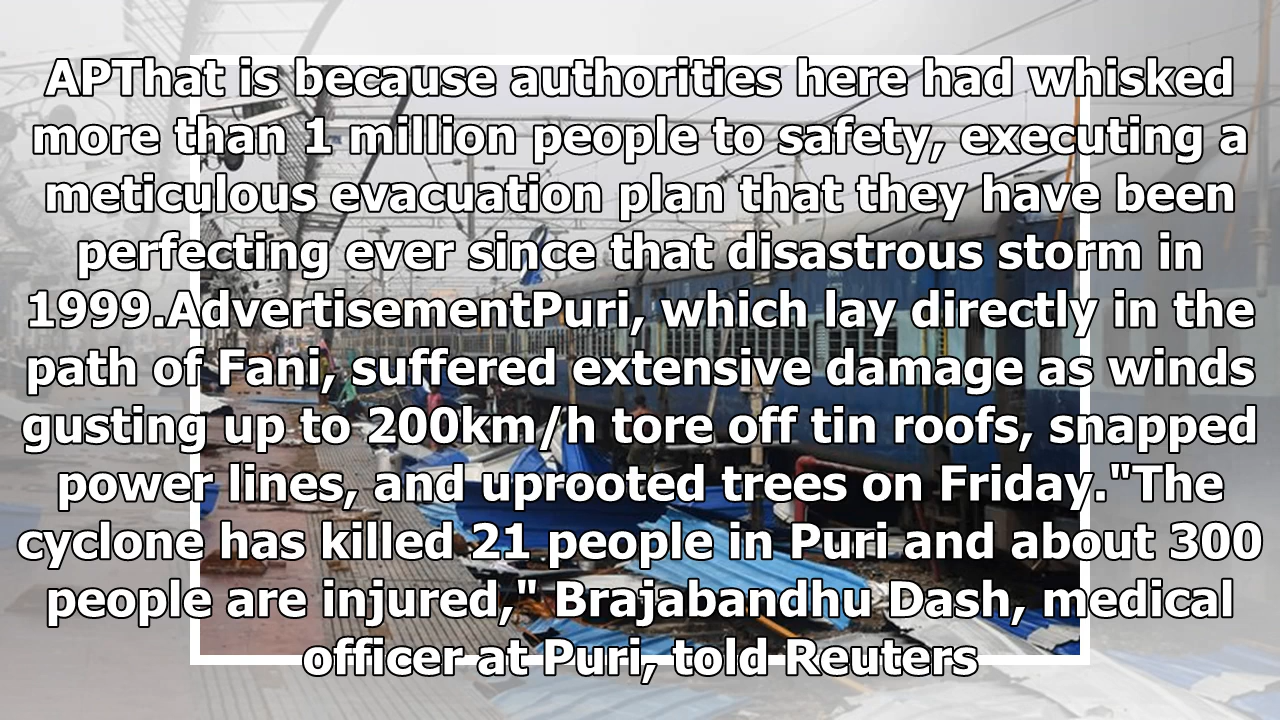 APThat is because authorities here had whisked
more than 1 million people to safety, executing a
meticulous evacuation plan that they have been
perfecting ever since that disastrous storm in
1999.AdvertisementPuri, which lay directly in the
path of Fani, suffered extensive damage as winds
gusting up to 200km/h tore off tin roofs, snapped
power lines, and uprooted trees on Friday."The
cyclone has killed 21 people in Puri and about 300
people are injured," Brajabandhu Dash, medical
officer at Puri, told Reuters